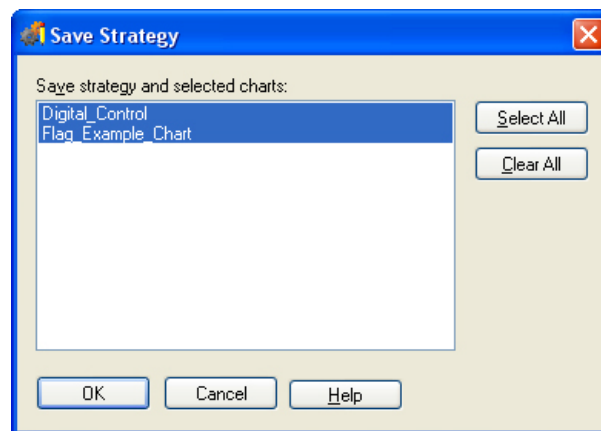 Save Strategy
Save strategy and selected charts:
Digital_Control
Flag_Example_Chart
Select All
Clear All
OK
Cancel
Help